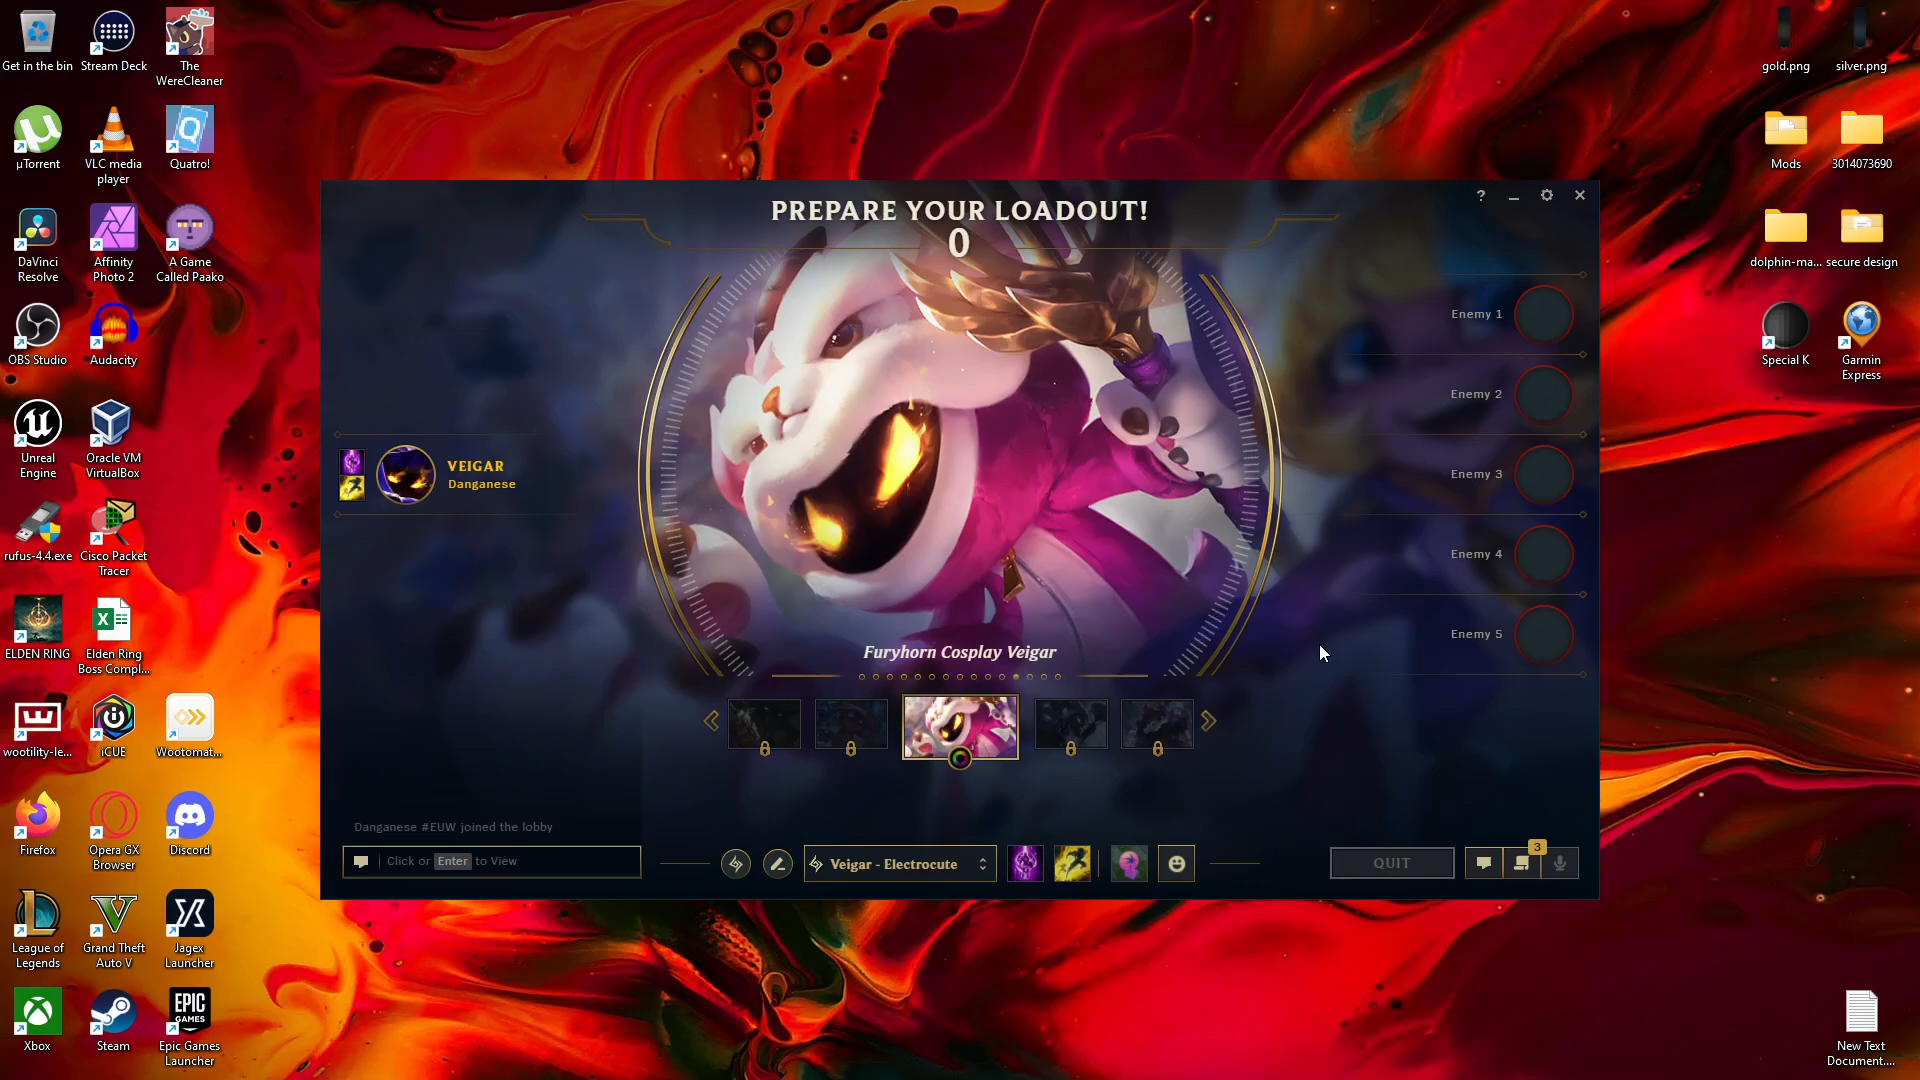 Get in the bin
Stream Deck
The
WereCleaner
µTorrent
VLC media
player
Quatro!
DaVinci
Resolve
Affinity
Photo 2
A Game
Called Paako
OBS Studio
Audacity
Unreal
Engine
Oracle VM
VirtualBox
rufus-4.4.exe
Cisco Packet
Tracer
ELDEN RING
Elden Ring
Boss Compl...
wootility-le...
iCUE
Wootomat...
Firefox
Opera GX
Browser
Discord
League of
Legends
Grand Theft
Auto V
Jagex
Launcher
Xbox
Steam
EPIC
GAMES
Epic Games
Launcher
PREPARE YOUR LOADOUT!
0
VEIGAR
Danganese
Furyhorn Cosplay Veigar
Enemy 1
Enemy 2
Enemy 3
Enemy 4
Enemy 5
Danganese #EUW joined the lobby
Click or Enter to View
Veigar - Electrocute
QUIT
3
gold.png
silver.png
Mods
3014073690
dolphin-ma...
secure design
Special K
Garmin
Express
New Text
Document....